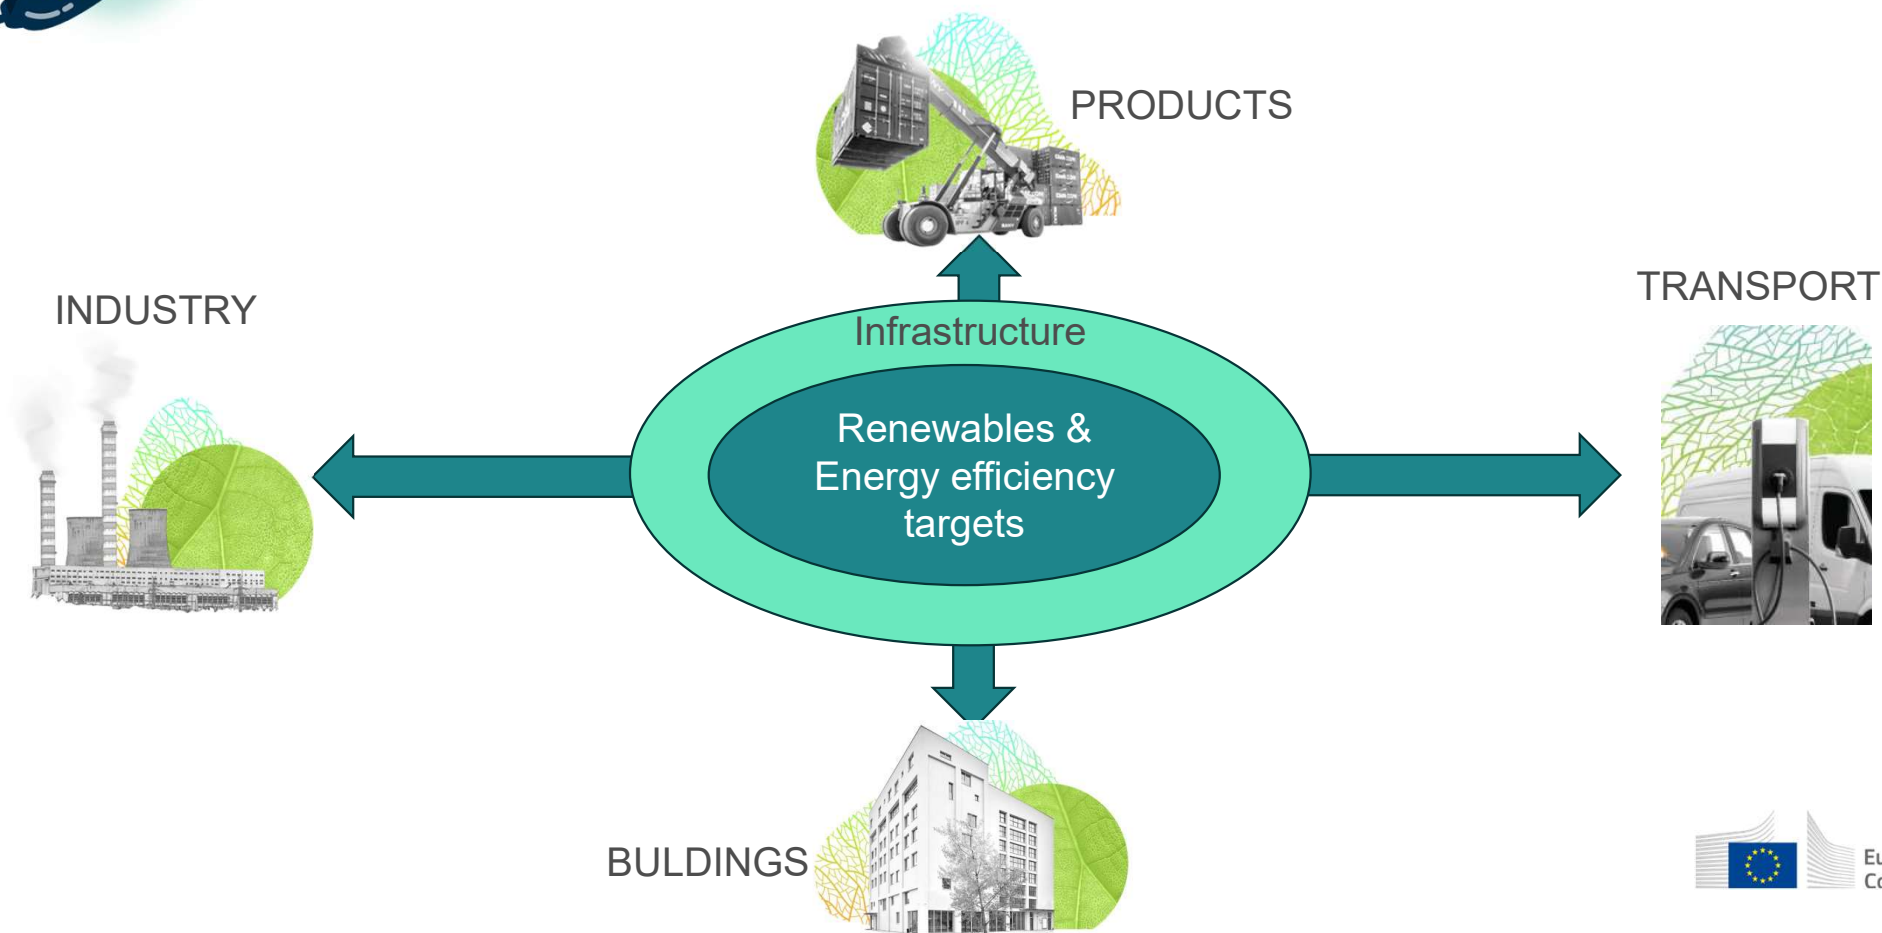 PRODUCTS
TRANSPORT
INDUSTRY
Infrastructure
Renewables &
Energy efficiency
targets
BULDINGS